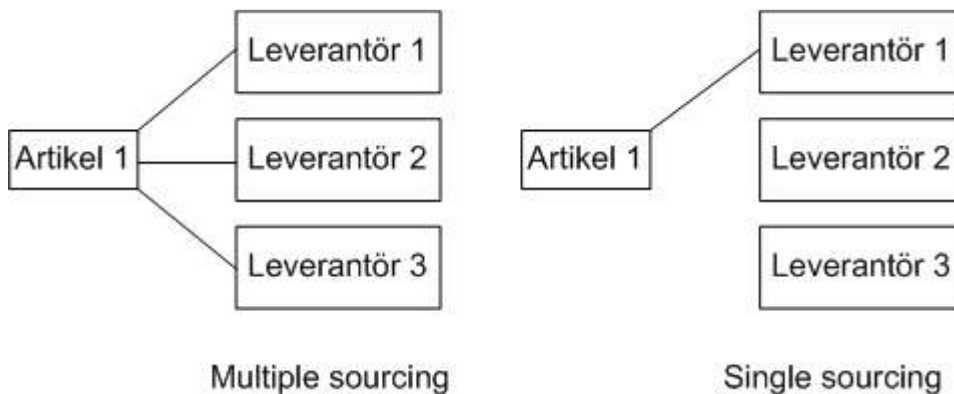 Leverantör 1
Artikel 1
Leverantör 2
Leverantör 3
Multiple sourcing
Leverantör 1
Artikel 1
Leverantör 2
Leverantör 3
Single sourcing